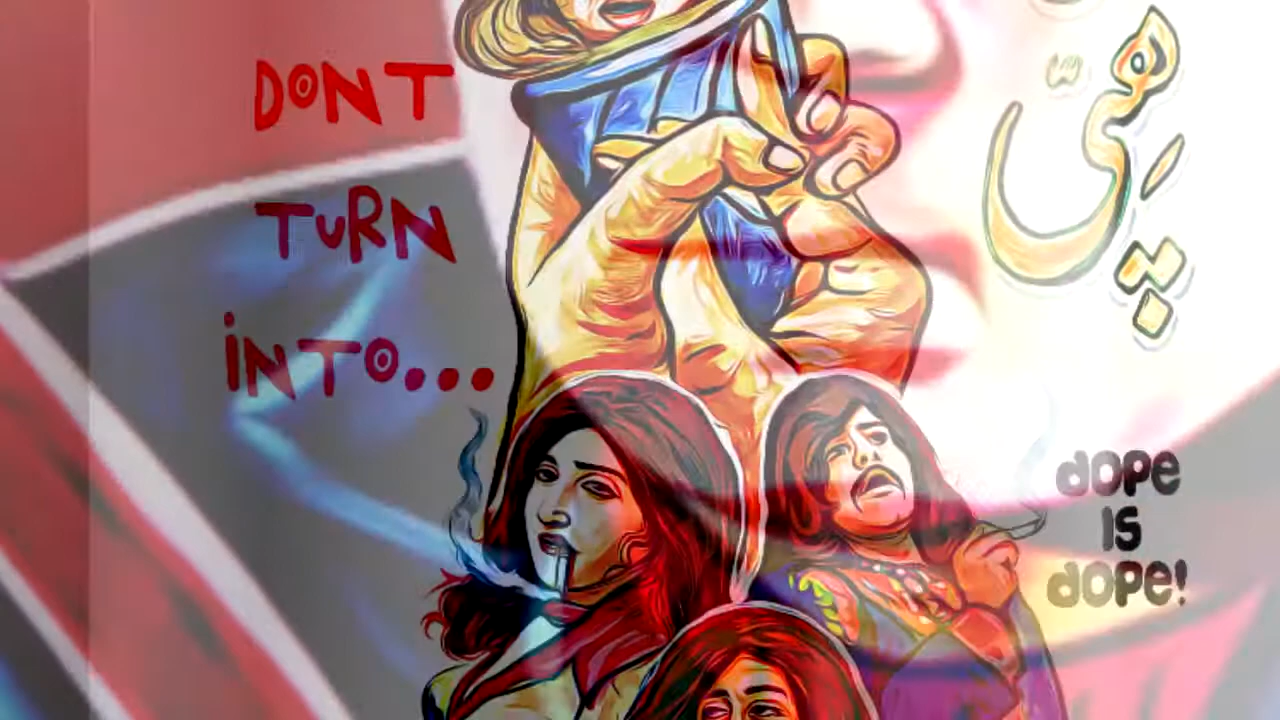 DONT
TURN
iNTO...
هِپّی
dope
IS
dope!